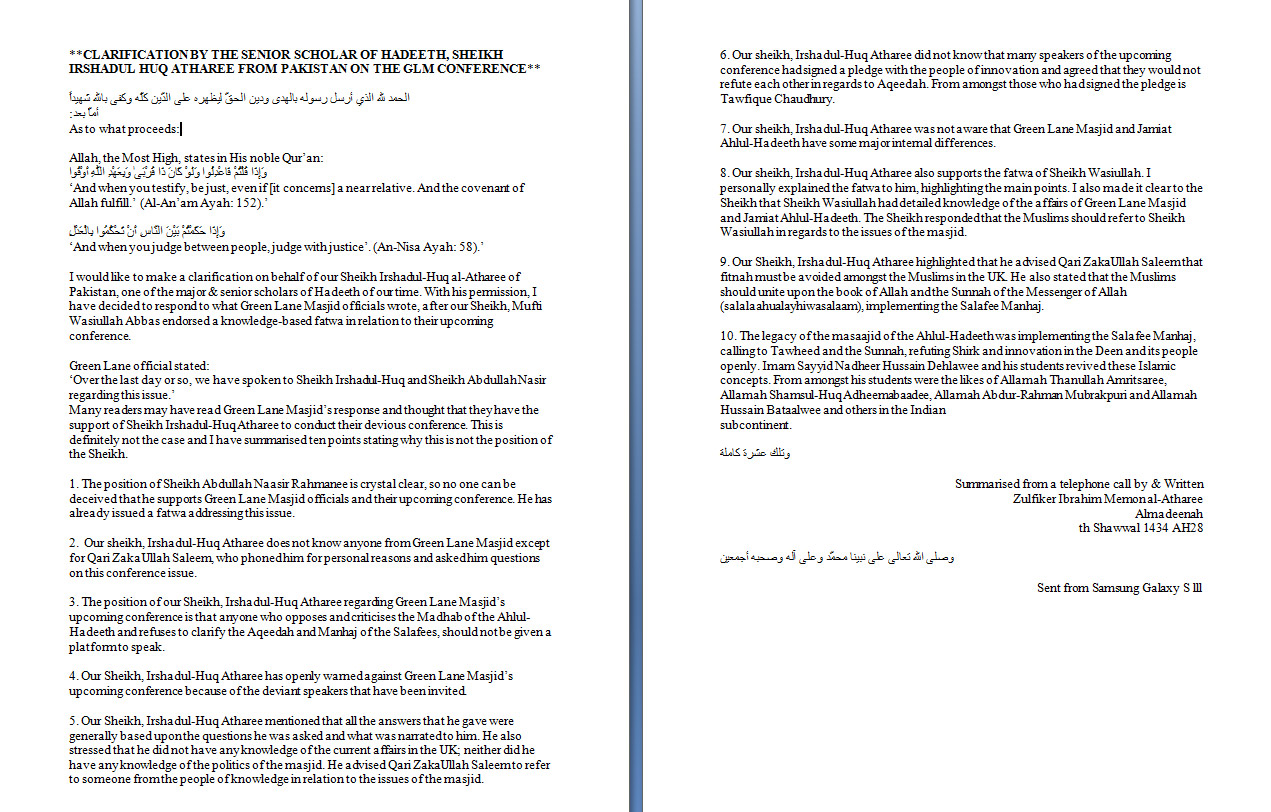 **CLARIFICATION BY THE SENIOR SCHOLAR OF HADEETH, SHEIKH
IRSHADUL HUQ ATHAREE FROM PAKISTAN ON THE GLM CONFERENCE**
الحمد لله الذي أرسل رسوله بالهدى ودين الحقّ ليظهره على الدّين كلّه وكفى بالله شهيداً
أمّا بعد:
As to what proceeds:
Allah, the Most High, states in His noble Qur’an:
وَإِذَا قُلْتُمْ فَاعْدِلُوا وَلَوْ كَانَ ذَا قُرْبَىٰ وَبِعَهْدِ اللَّهِ أَوْفُوا
‘And when you testify, be just, even if [it concerns] a near relative. And the covenant of
Allah fulfill.’ (Al-An’am Ayah: 152).’
وَإِذَا حَكَمْتُمْ بَيْنَ النَّاسِ أَنْ تَحْكُمُوا بِالْعَدْلِ
‘And when you judge between people, judge with justice’. (An-Nisa Ayah: 58).’
I would like to make a clarification on behalf of our Sheikh Irshadul-Huq al-Atharee of
Pakistan, one of the major & senior scholars of Hadeeth of our time. With his permission, I
have decided to respond to what Green Lane Masjid officials wrote, after our Sheikh, Mufti
Wasiullah Abbas endorsed a knowledge-based fatwa in relation to their upcoming
conference.
Green Lane official stated:
‘Over the last day or so, we have spoken to Sheikh Irshadul-Huq and Sheikh Abdullah Nasir
regarding this issue.’
Many readers may have read Green Lane Masjid’s response and thought that they have the
support of Sheikh Irshadul-Huq Atharee to conduct their devious conference. This is
definitely not the case and I have summarised ten points stating why this is not the position of
the Sheikh.
1. The position of Sheikh Abdullah Naasir Rahmanee is crystal clear, so no one can be
deceived that he supports Green Lane Masjid officials and their upcoming conference. He has
already issued a fatwa addressing this issue.
2. Our sheikh, Irshadul-Huq Atharee does not know anyone from Green Lane Masjid except
for Qari Zaka Ullah Saleem, who phoned him for personal reasons and asked him questions
on this conference issue.
3. The position of our Sheikh, Irshadul-Huq Atharee regarding Green Lane Masjid’s
upcoming conference is that anyone who opposes and criticises the Madhab of the Ahlul-
Hadeeth and refuses to clarify the Aqeedah and Manhaj of the Salafees, should not be given a
platform to speak.
4. Our Sheikh, Irshadul-Huq Atharee has openly warned against Green Lane Masjid’s
upcoming conference because of the deviant speakers that have been invited.
5. Our Sheikh, Irshadul-Huq Atharee mentioned that all the answers that he gave were
generally based upon the questions he was asked and what was narrated to him. He also
stressed that he did not have any knowledge of the current affairs in the UK; neither did he
have any knowledge of the politics of the masjid. He advised Qari ZakaUllah Saleem to refer
to someone from the people of knowledge in relation to the issues of the masjid.
6. Our sheikh, Irshadul-Huq Atharee did not know that many speakers of the upcoming
conference had signed a pledge with the people of innovation and agreed that they would not
refute each other in regards to Aqeedah. From amongst those who had signed the pledge is
Tawfique Chaudhury.
7. Our sheikh, Irshadul-Huq Atharee was not aware that Green Lane Masjid and Jamiat
Ahlul-Hadeeth have some major internal differences.
8. Our sheikh, Irshadul-Huq Atharee also supports the fatwa of Sheikh Wasiullah. I
personally explained the fatwa to him, highlighting the main points. I also made it clear to the
Sheikh that Sheikh Wasiullah had detailed knowledge of the affairs of Green Lane Masjid
and Jamiat Ahlul-Hadeeth. The Sheikh responded that the Muslims should refer to Sheikh
Wasiullah in regards to the issues of the masjid.
9. Our Sheikh, Irshadul-Huq Atharee highlighted that he advised Qari ZakaUllah Saleem that
fitnah must be avoided amongst the Muslims in the UK. He also stated that the Muslims
should unite upon the book of Allah and the Sunnah of the Messenger of Allah
(salalaahualayhiwasalaam), implementing the Salafee Manhaj.
10. The legacy of the masaajid of the Ahlul-Hadeeth was implementing the Salafee Manhaj,
calling to Tawheed and the Sunnah, refuting Shirk and innovation in the Deen and its people
openly. Imam Sayyid Nadheer Hussain Dehlawee and his students revived these Islamic
concepts. From amongst his students were the likes of Allamah Thanullah Amritsaree,
Allamah Shamsul-Huq Adheemabaadee, Allamah Abdur-Rahman Mubrakpuri and Allamah
Hussain Bataalwee and others in the Indian
subcontinent.
وتلك عشرة كاملة
Summarised from a telephone call by & Written
Zulfiker Ibrahim Memon al-Atharee
Almadeenah
th Shawwal 1434 AH28
وصلى الله تعالى على نبينا محمّد وعلى آله وصحبه أجمعين
Sent from Samsung Galaxy S lll